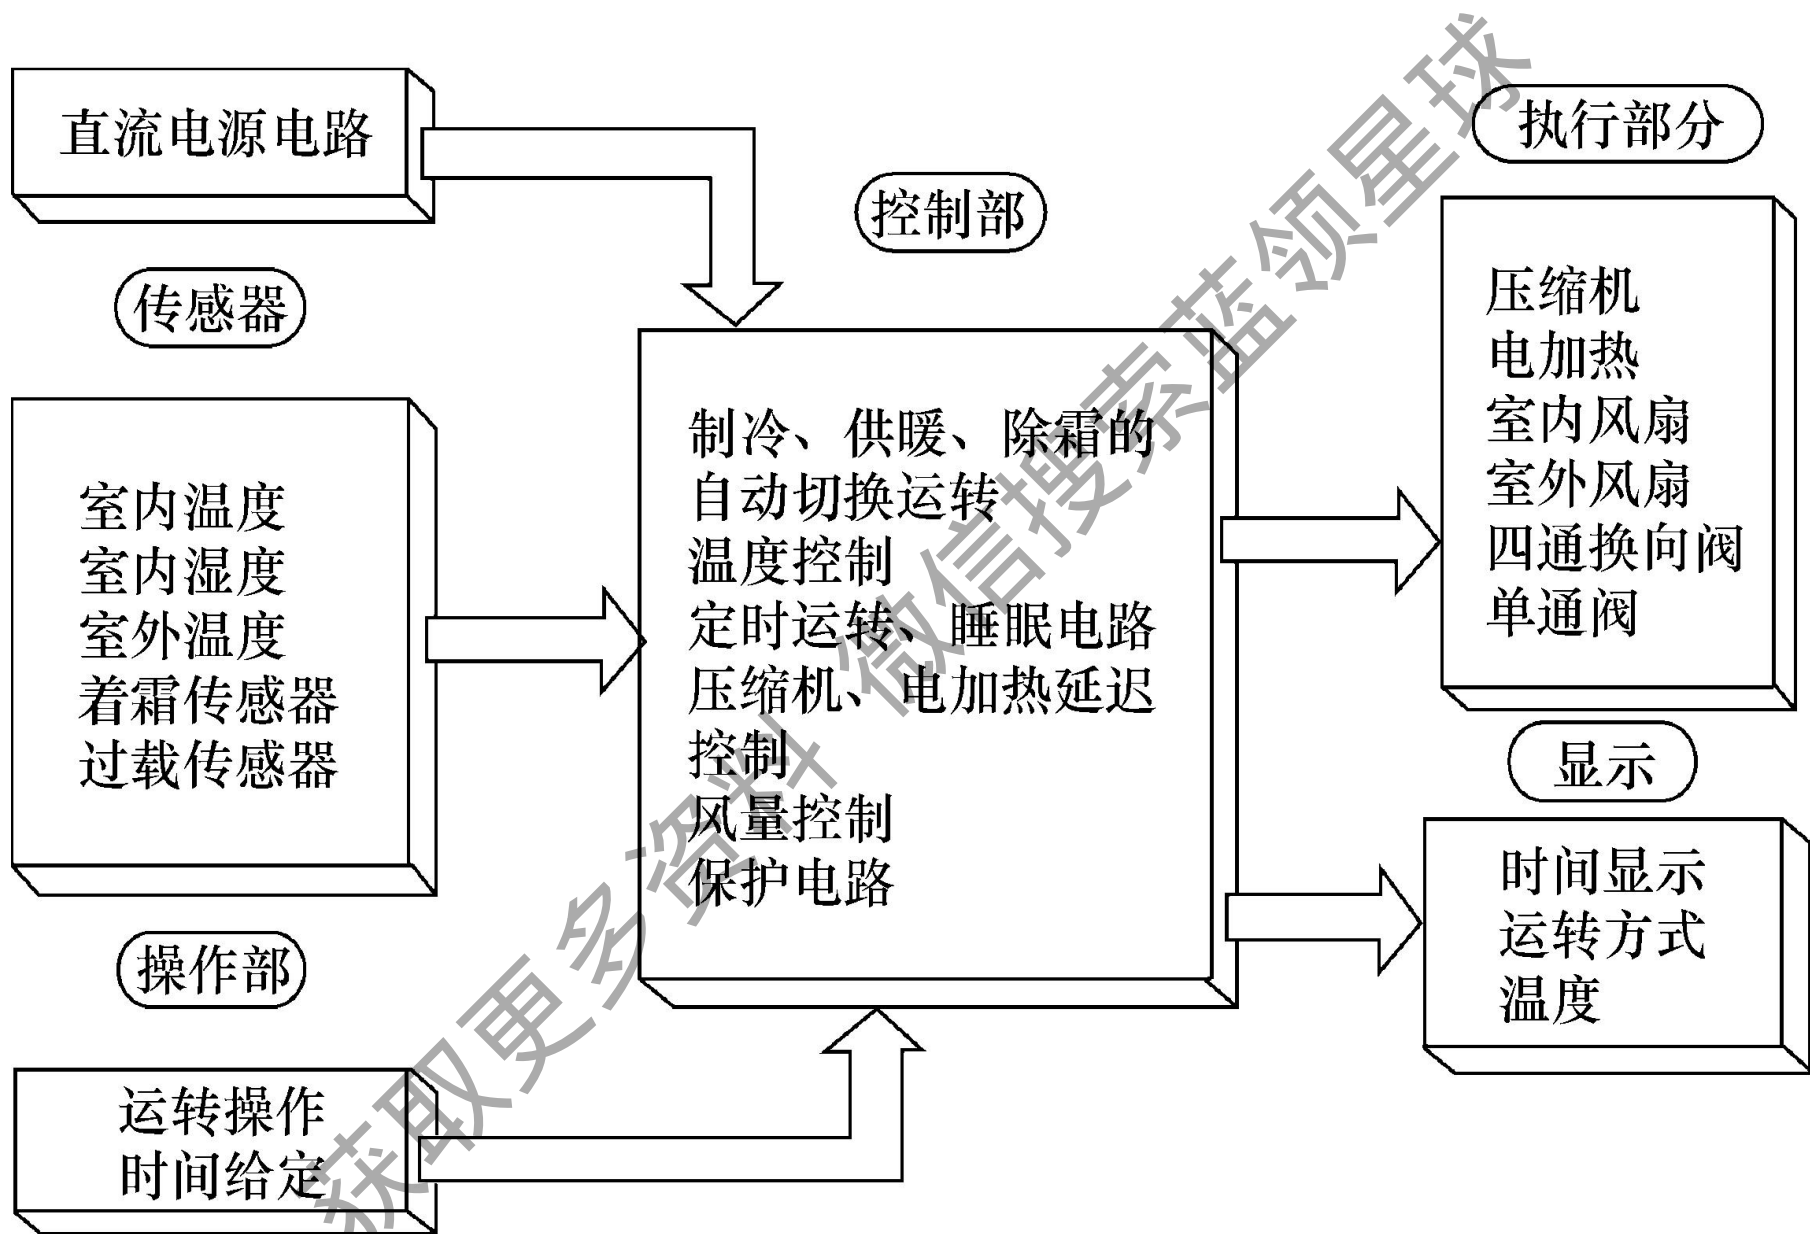 直流电源电路
传感器
室内温度
室内湿度
室外温度
着霜传感器
过载传感器
操作部
运转操作
时间给定
控制部
制冷、供暖、除霜的
自动切换运转
温度控制
定时运转、睡眠电路
压缩机、电加热延迟
控制
风量控制
保护电路
执行部分
压缩机
电加热
室内风扇
室外风扇
四通换向阀
单通阀
显示
时间显示
运转方式
温度
获取更多资料 微信搜索蓝领星球